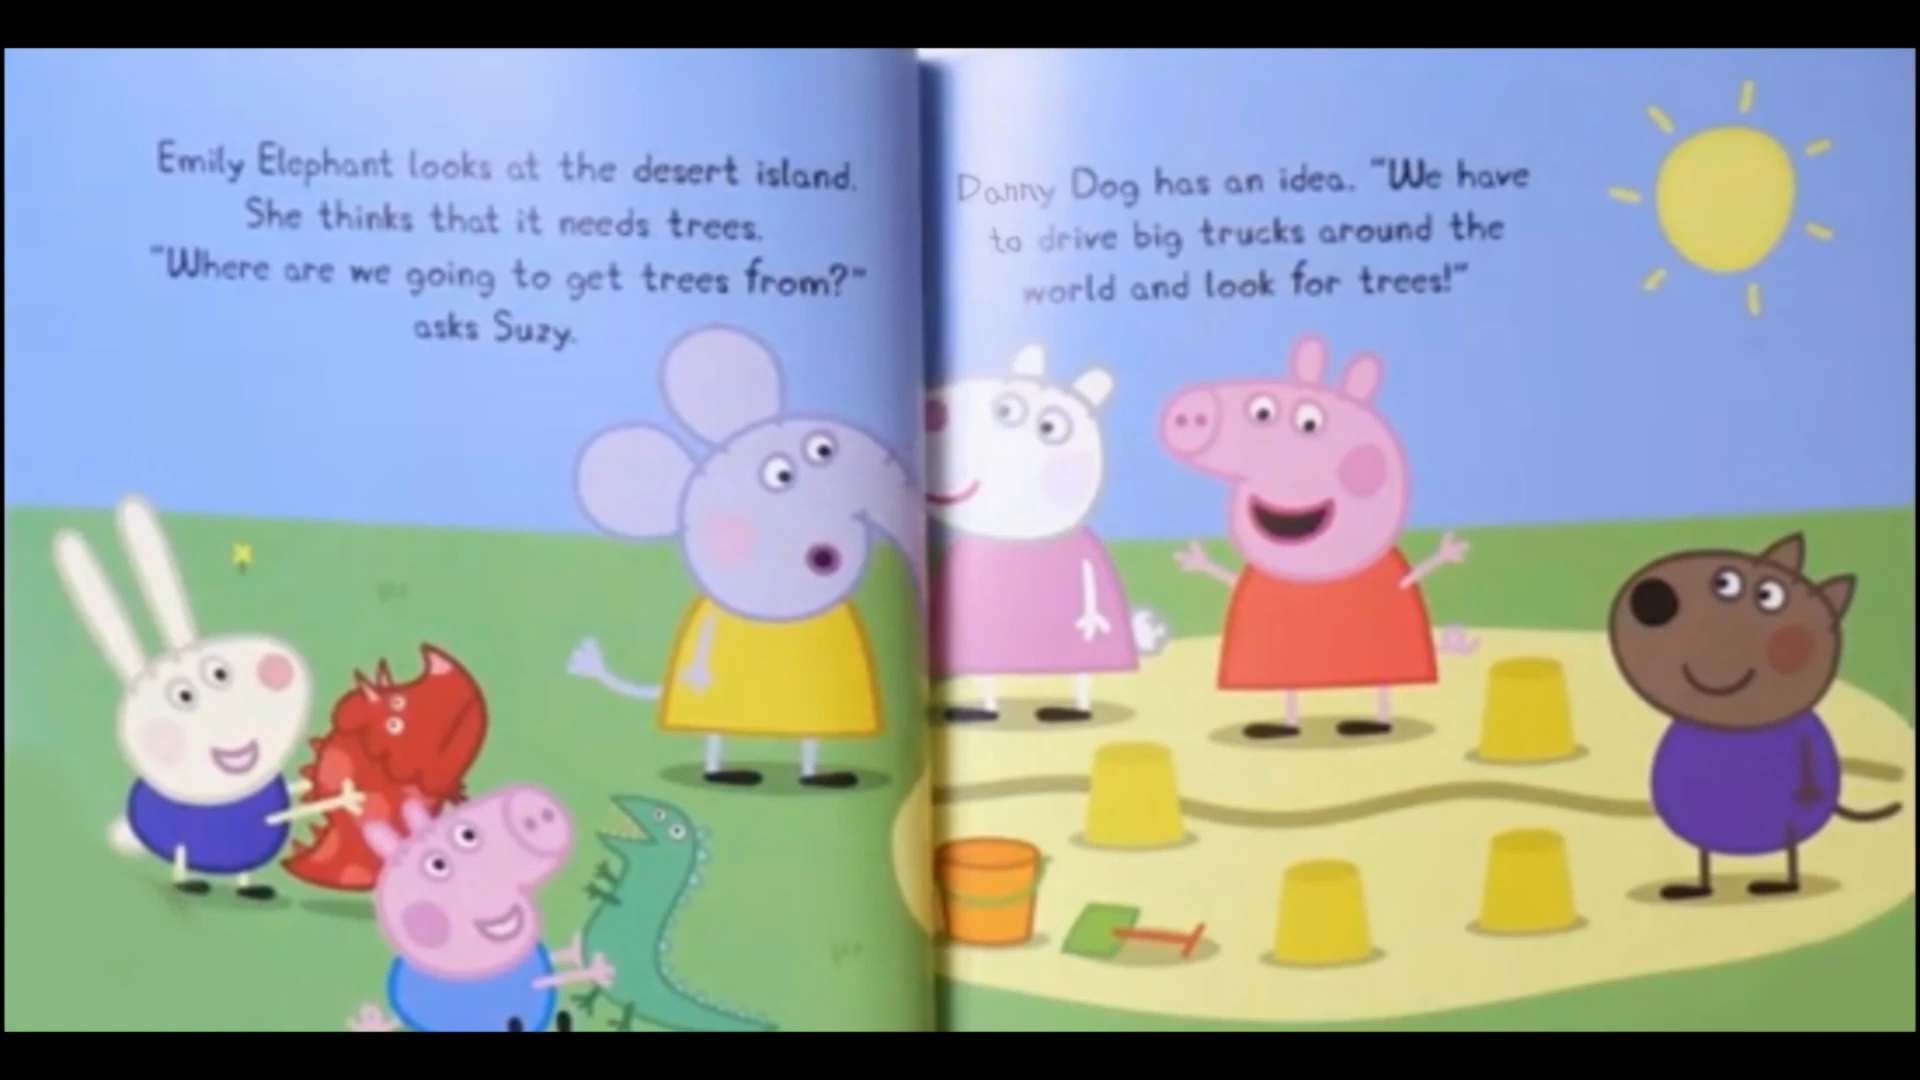 Emily Elephant looks at the desert island.
She thinks that it needs trees.
"Where are we going to get trees from?"
asks Suzy.
Danny Dog has an idea. "We have
to drive big trucks around the
world and look for trees!"